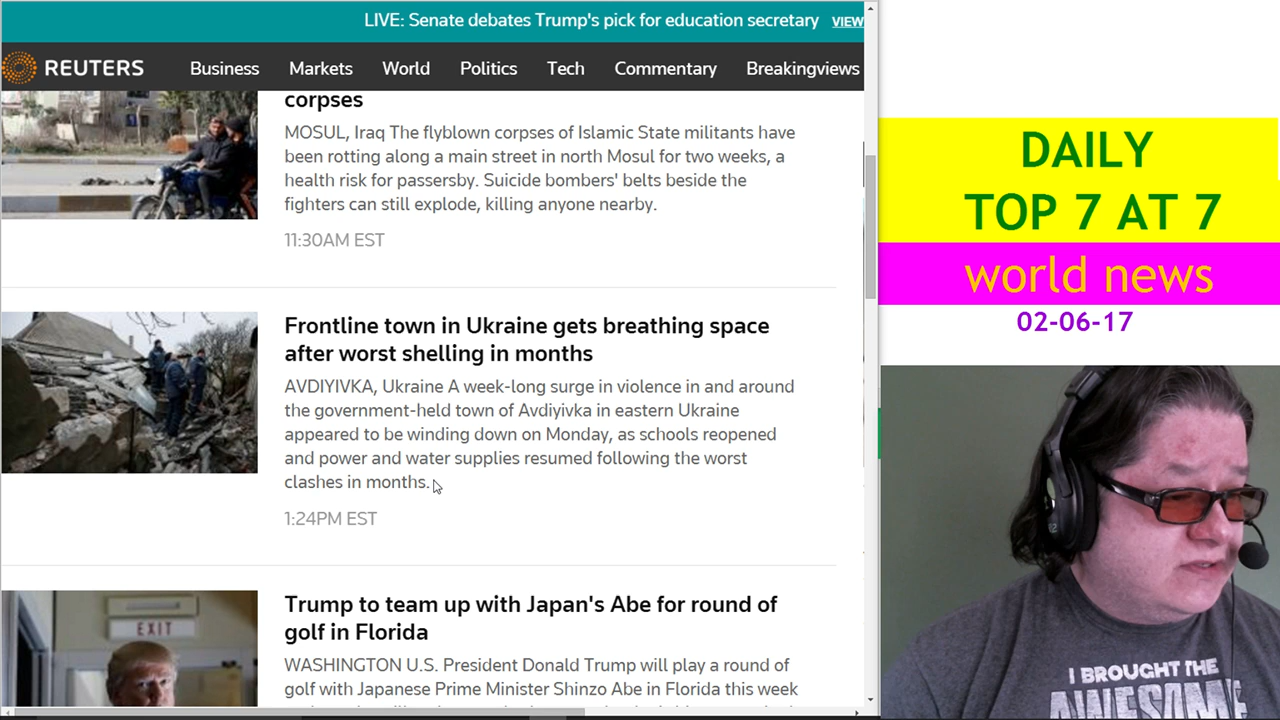 LIVE: Senate debates Trump's pick for education secretary VIEW
REUTERS Business Markets World Politics Tech Commentary Breakingviews
corpses
MOSUL, Iraq The flyblown corpses of Islamic State militants have
been rotting along a main street in north Mosul for two weeks, a
health risk for passersby. Suicide bombers' belts beside the
fighters can still explode, killing anyone nearby.
11:30AM EST
Frontline town in Ukraine gets breathing space
after worst shelling in months
AVDIYIVKA, Ukraine A week-long surge in violence in and around
the government-held town of Avdiyivka in eastern Ukraine
appeared to be winding down on Monday, as schools reopened
and power and water supplies resumed following the worst
clashes in months.
1:24PM EST
EXIT
Trump to team up with Japan's Abe for round of
golf in Florida
WASHINGTON U.S. President Donald Trump will play a round of
golf with Japanese Prime Minister Shinzo Abe in Florida this week
DAILY
TOP 7 AT 7
world news
02-06-17
I BROUGHT THE
AWESOME